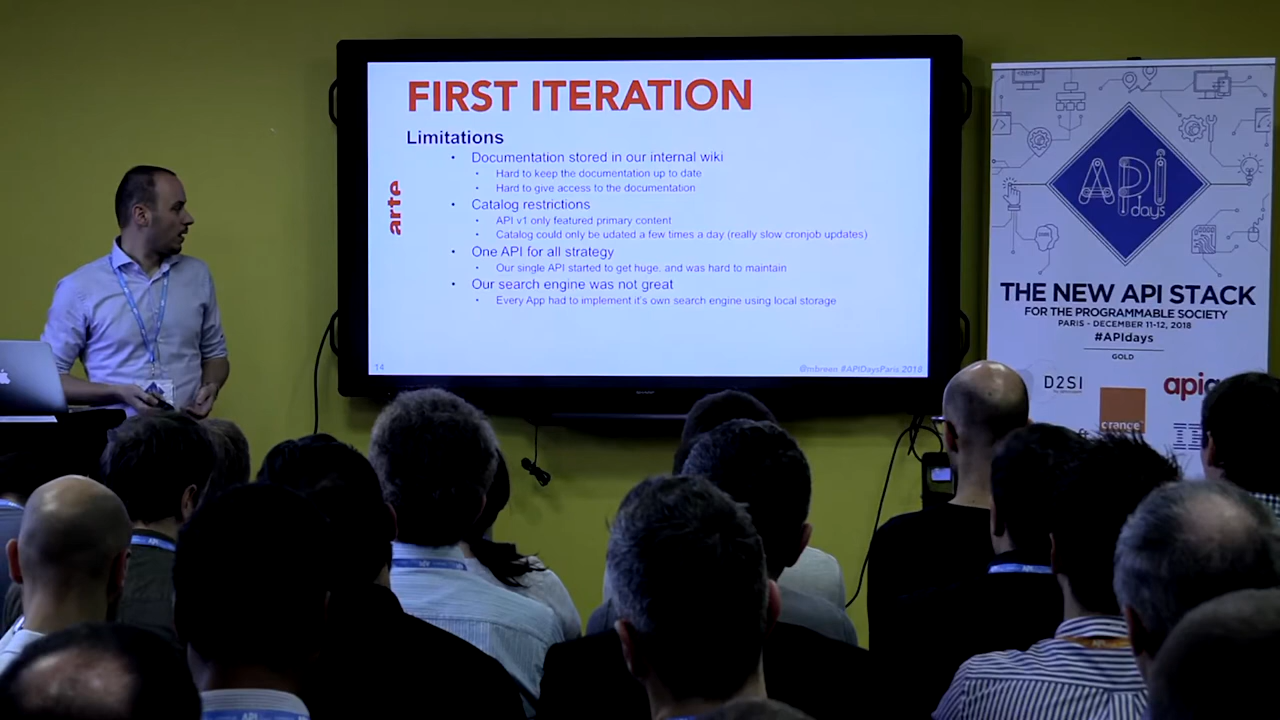 FIRST ITERATION
Limitations
• Documentation stored in our internal wiki
• Hard to keep the documentation up to date
• Hard to give access to the documentation
• Catalog restrictions
• API v1 only featured primary content
• Catalog could only be udated a few times a day (really slow cronjob updates)
• One API for all strategy
• Our single API started to get huge, and was hard to maintain
• Our search engine was not great
• Every App had to implement it's own search engine using local storage
arte
14
@mbreen #APIDaysParis 2018
API
days
THE NEW API STACK
FOR THE PROGRAMMABLE SOCIETY
PARIS - DECEMBER 11-12, 2018
#APIdays
GOLD
D2SI
orange